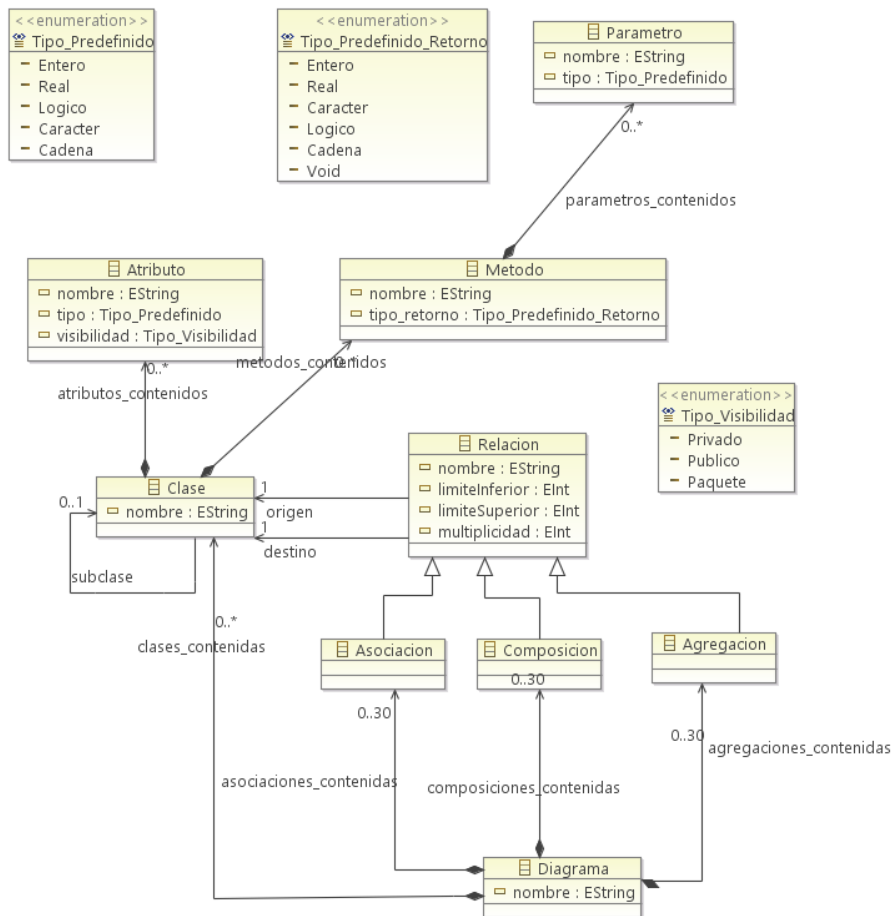 <<enumeration>>
Tipo_Predefinido
Entero
Real
Logico
Caracter
Cadena
<<enumeration>>
Tipo_Predefinido_Retorno
Entero
Real
Caracter
Logico
Cadena
Void
Parametro
nombre : EString
tipo : Tipo_Predefinido
0..*
parametros_contenidos
Atributo
nombre : EString
tipo : Tipo_Predefinido
visibilidad : Tipo_Visibilidad
Metodo
nombre : EString
tipo_retorno : Tipo_Predefinido_Retorno
0..*
atributos_contenidos
metodos_contenidos
0..*
<<enumeration>>
Tipo_Visibilidad
Privado
Publico
Paquete
Relacion
nombre : EString
limiteInferior : EInt
limiteSuperior : EInt
multiplicidad : EInt
Clase
nombre : EString
0..1
subclase
1
origen
1
destino
0..*
clases_contenidas
Asociacion
Composicion
Agregacion
0..30
0..30
0..30
asociaciones_contenidas
composiciones_contenidas
agregaciones_contenidas
Diagrama
nombre : EString